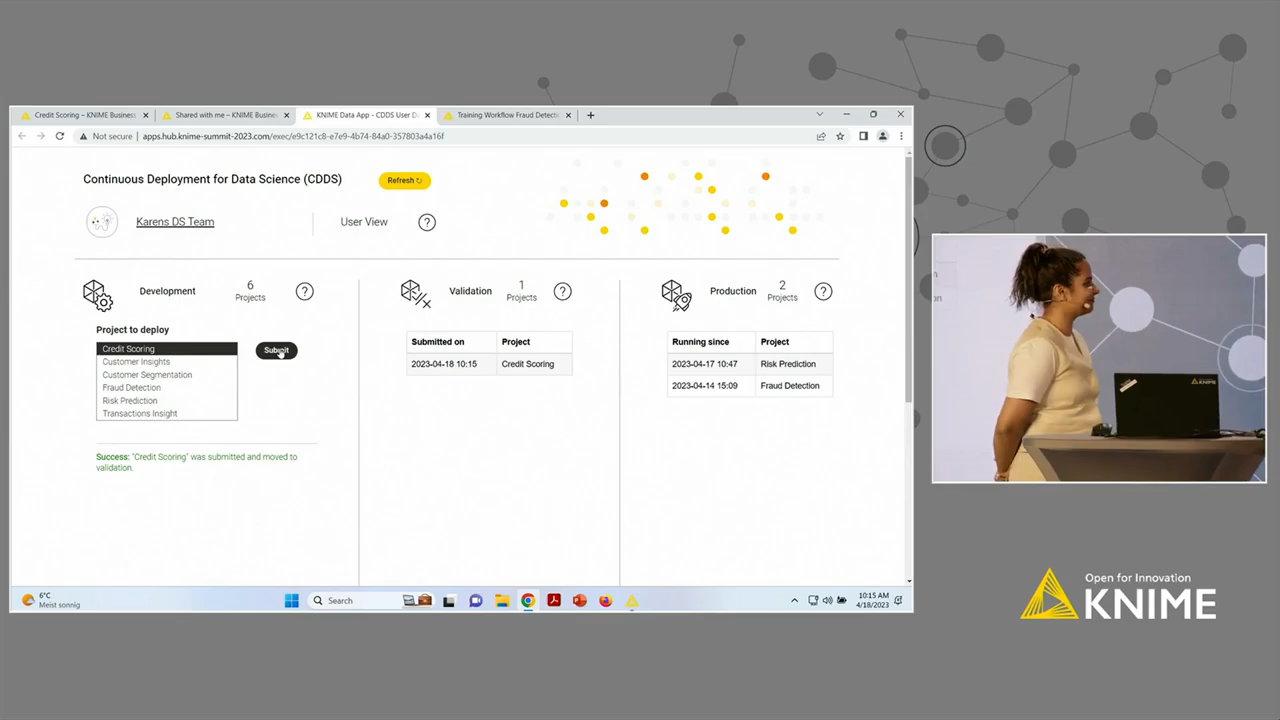 Credit Scoring – KNIME Business
Shared with me – KNIME Busine
KNIME Data App - CDDS User D
Training Workflow Fraud Detecti
Not secure
apps.hub.knime-summit-2023.com/exec/e9c121c8-e7e9-4b74-84a0-357803a4a16f
Continuous Deployment for Data Science (CDDS)
Refresh
Karens DS Team
User View
?
Development
6
Projects
?
Project to deploy
Credit Scoring
Customer Insights
Customer Segmentation
Fraud Detection
Risk Prediction
Transactions Insight
Submit
Success: "Credit Scoring" was submitted and moved to
validation.
Validation
1
Projects
?
Submitted on Project
2023-04-18 10:15 Credit Scoring
Production
2
Projects
?
Running since Project
2023-04-17 10:47 Risk Prediction
2023-04-14 15:09 Fraud Detection
6°C
Meist sonnig
Search
10:15 AM
4/18/2023
KNIME
Open for Innovation
KNIME